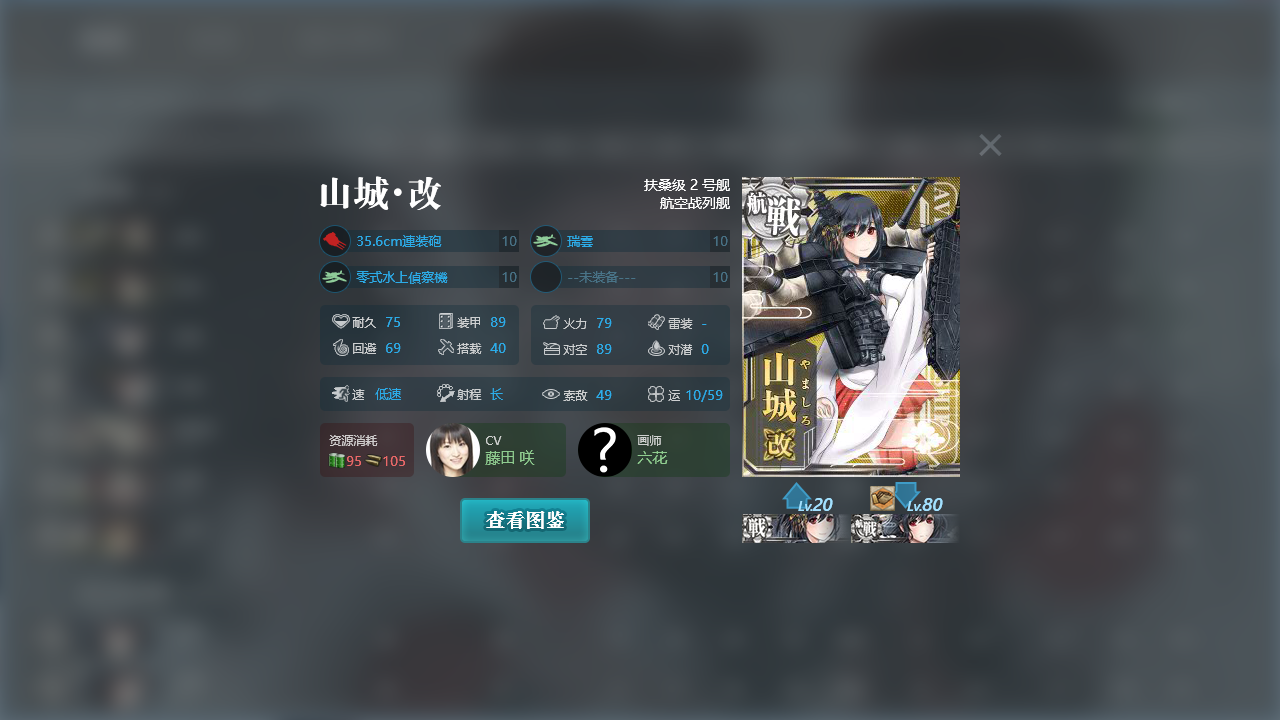 山城·改
扶桑级 2 号舰
航空战列舰
35.6cm連装砲 10
瑞雲 10
零式水上偵察機 10
--未装备--- 10
耐久 75 装甲 89
回避 69 搭载 40
火力 79 雷装 -
对空 89 对潜 0
速 低速 射程 长 索敌 49 运 10/59
资源消耗
95 105
CV
藤田 咲
画师
六花
?
查看图鉴
航戦
山城
やましろ
改
Lv.20
Lv.80
戦
航戦